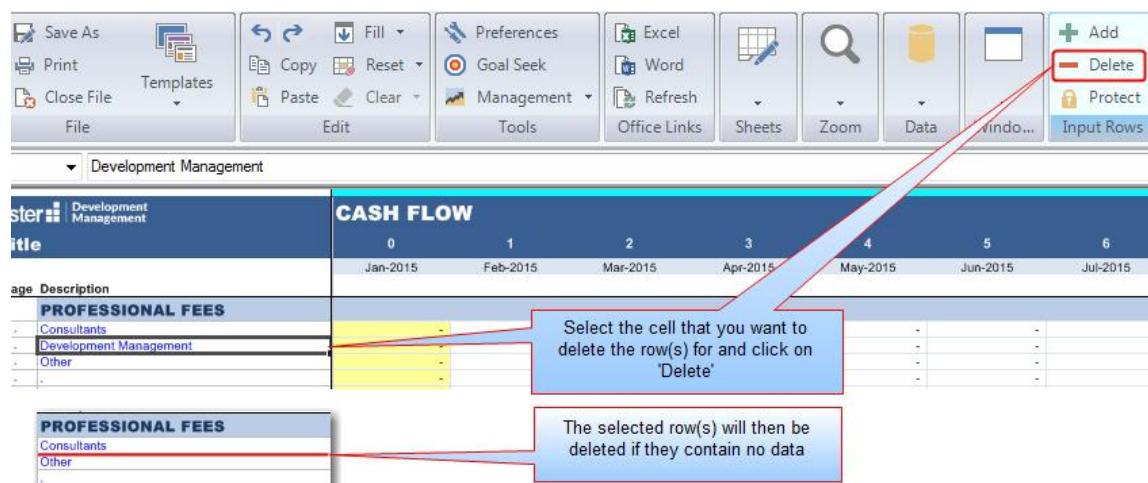 Save As
Print
Close File
Templates
File
Copy
Paste
Fill
Reset
Clear
Edit
Preferences
Goal Seek
Management
Tools
Excel
Word
Refresh
Office Links
Sheets
Zoom
Data
Windo...
Add
Delete
Protect
Input Rows
Development Management
ster Development
Management
itle
CASH FLOW
0 1 2 3 4 5 6
Jan-2015 Feb-2015 Mar-2015 Apr-2015 May-2015 Jun-2015 Jul-2015
age Description
PROFESSIONAL FEES
. Consultants - - -
. Development Management - - -
. Other - - -
. . - - -
Select the cell that you want to
delete the row(s) for and click on
'Delete'
PROFESSIONAL FEES
Consultants
Other
.
The selected row(s) will then be
deleted if they contain no data